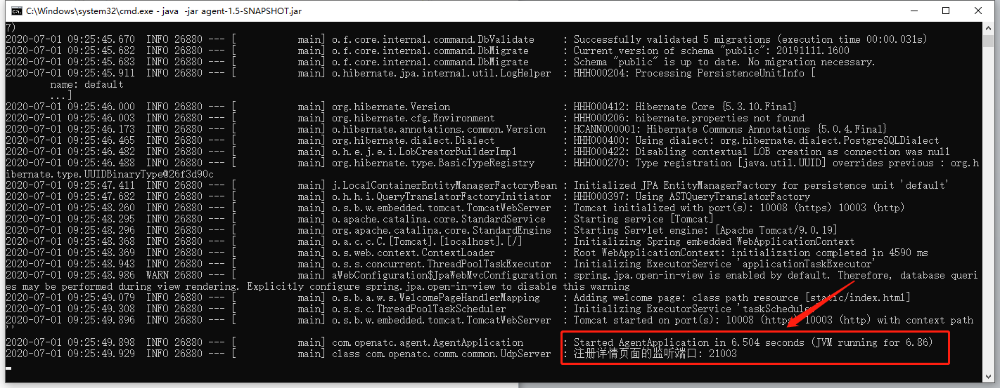 C:\Windows\system32\cmd.exe - java  -jar agent-1.5-SNAPSHOT.jar
7)
2020-07-01 09:25:45.670  INFO 26880 --- [           main] o.f.core.internal.command.DbValidate     : Successfully validated 5 migrations (execution time 00:00.031s)
2020-07-01 09:25:45.682  INFO 26880 --- [           main] o.f.core.internal.command.DbMigrate      : Current version of schema "public": 20191111.1600
2020-07-01 09:25:45.683  INFO 26880 --- [           main] o.f.core.internal.command.DbMigrate      : Schema "public" is up to date. No migration necessary.
2020-07-01 09:25:45.911  INFO 26880 --- [           main] o.hibernate.jpa.internal.util.LogHelper  : HHH000204: Processing PersistenceUnitInfo [
name: default
...]
2020-07-01 09:25:46.000  INFO 26880 --- [           main] org.hibernate.Version                    : HHH000412: Hibernate Core {5.3.10.Final}
2020-07-01 09:25:46.003  INFO 26880 --- [           main] org.hibernate.cfg.Environment            : HHH000206: hibernate.properties not found
2020-07-01 09:25:46.173  INFO 26880 --- [           main] o.hibernate.annotations.common.Version   : HCANN000001: Hibernate Commons Annotations {5.0.4.Final}
2020-07-01 09:25:46.465  INFO 26880 --- [           main] org.hibernate.dialect.Dialect            : HHH000400: Using dialect: org.hibernate.dialect.PostgreSQLDialect
2020-07-01 09:25:46.482  INFO 26880 --- [           main] o.h.e.j.e.i.LobCreatorBuilderImpl        : HHH000422: Disabling contextual LOB creation as connection was null
2020-07-01 09:25:46.488  INFO 26880 --- [           main] org.hibernate.type.BasicTypeRegistry     : HHH000270: Type registration [java.util.UUID] overrides previous : org.h
ibernate.type.UUIDBinaryType@26f3d90c
2020-07-01 09:25:47.411  INFO 26880 --- [           main] j.LocalContainerEntityManagerFactoryBean : Initialized JPA EntityManagerFactory for persistence unit 'default'
2020-07-01 09:25:47.682  INFO 26880 --- [           main] o.h.h.i.QueryTranslatorFactoryInitiator  : HHH000397: Using ASTQueryTranslatorFactory
2020-07-01 09:25:48.260  INFO 26880 --- [           main] o.s.b.w.embedded.tomcat.TomcatWebServer  : Tomcat initialized with port(s): 10008 (https) 10003 (http)
2020-07-01 09:25:48.295  INFO 26880 --- [           main] o.apache.catalina.core.StandardService   : Starting service [Tomcat]
2020-07-01 09:25:48.296  INFO 26880 --- [           main] org.apache.catalina.core.StandardEngine  : Starting Servlet engine: [Apache Tomcat/9.0.19]
2020-07-01 09:25:48.368  INFO 26880 --- [           main] o.a.c.c.C.[Tomcat].[localhost].[/]       : Initializing Spring embedded WebApplicationContext
2020-07-01 09:25:48.369  INFO 26880 --- [           main] o.s.web.context.ContextLoader            : Root WebApplicationContext: initialization completed in 4590 ms
2020-07-01 09:25:48.943  INFO 26880 --- [           main] o.s.s.concurrent.ThreadPoolTaskExecutor  : Initializing ExecutorService 'applicationTaskExecutor'
2020-07-01 09:25:48.986  WARN 26880 --- [           main] aWebConfiguration$JpaWebMvcConfiguration : spring.jpa.open-in-view is enabled by default. Therefore, database queri
es may be performed during view rendering. Explicitly configure spring.jpa.open-in-view to disable this warning
2020-07-01 09:25:49.079  INFO 26880 --- [           main] o.s.b.a.w.s.WelcomePageHandlerMapping    : Adding welcome page: class path resource [static/index.html]
2020-07-01 09:25:49.308  INFO 26880 --- [           main] o.s.s.c.ThreadPoolTaskScheduler          : Initializing ExecutorService 'taskScheduler'
2020-07-01 09:25:49.896  INFO 26880 --- [           main] o.s.b.w.embedded.tomcat.TomcatWebServer  : Tomcat started on port(s): 10008 (https) 10003 (http) with context path
''
2020-07-01 09:25:49.898  INFO 26880 --- [           main] com.openatc.agent.AgentApplication       : Started AgentApplication in 6.504 seconds (JVM running for 6.86)
2020-07-01 09:25:49.929  INFO 26880 --- [           main] class com.openatc.comm.common.UdpServer  : 注册详情页面的监听端口: 21003